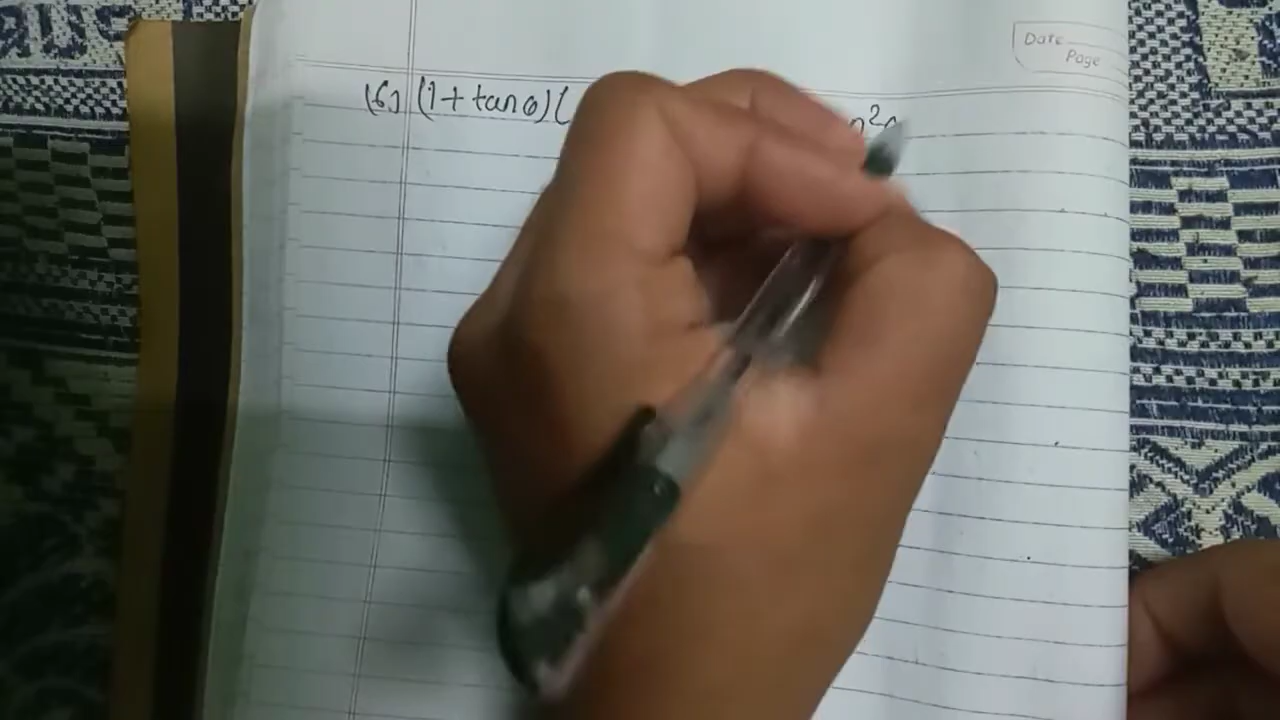 Date
Page
(6) (1+tanθ)(